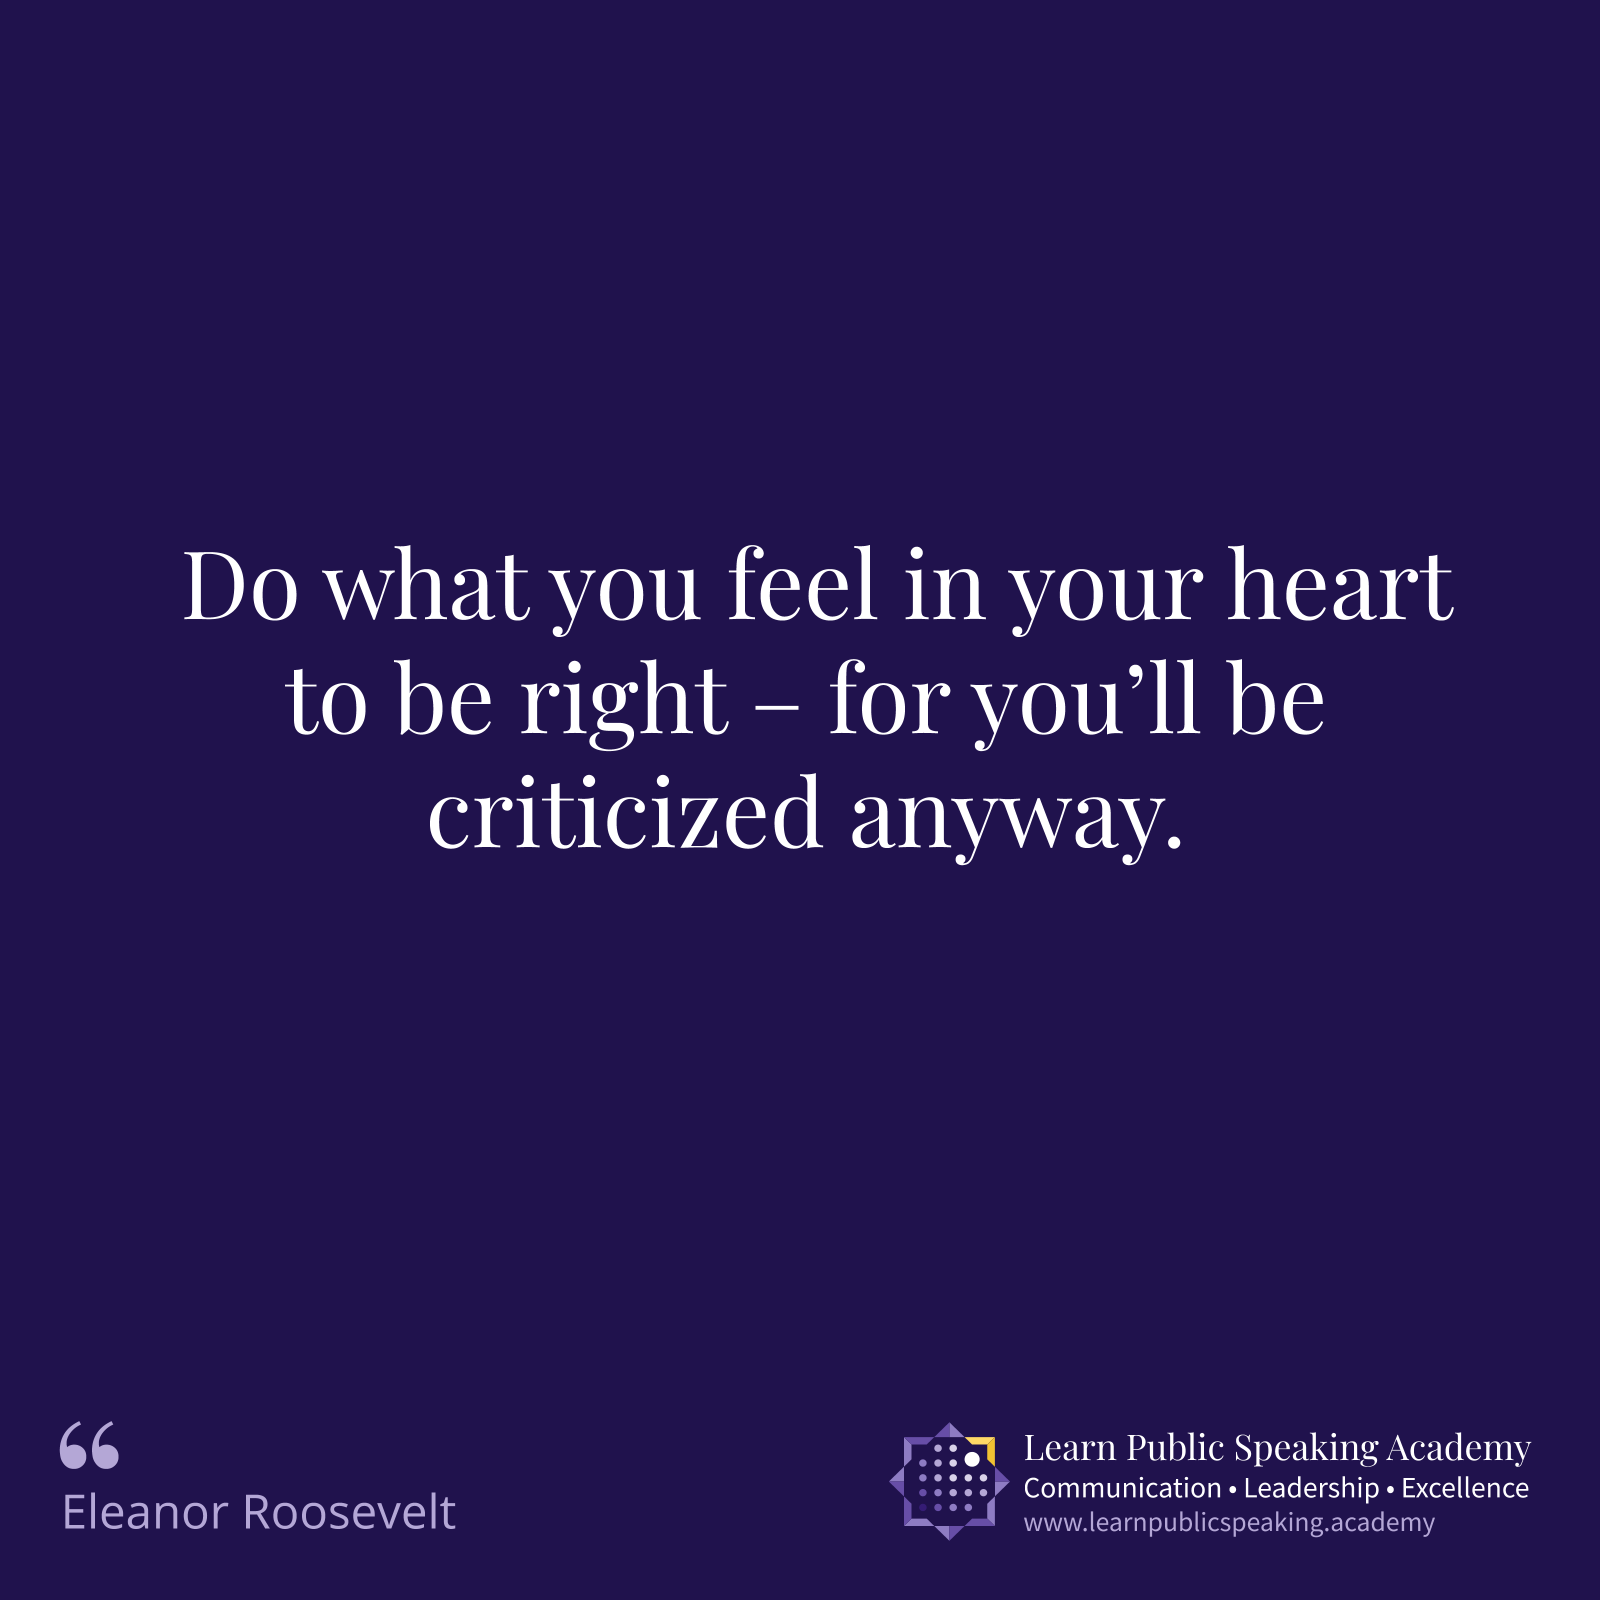 Do what you feel in your heart
to be right – for you’ll be
criticized anyway.
“
Eleanor Roosevelt
Learn Public Speaking Academy
Communication • Leadership • Excellence
www.learnpublicspeaking.academy